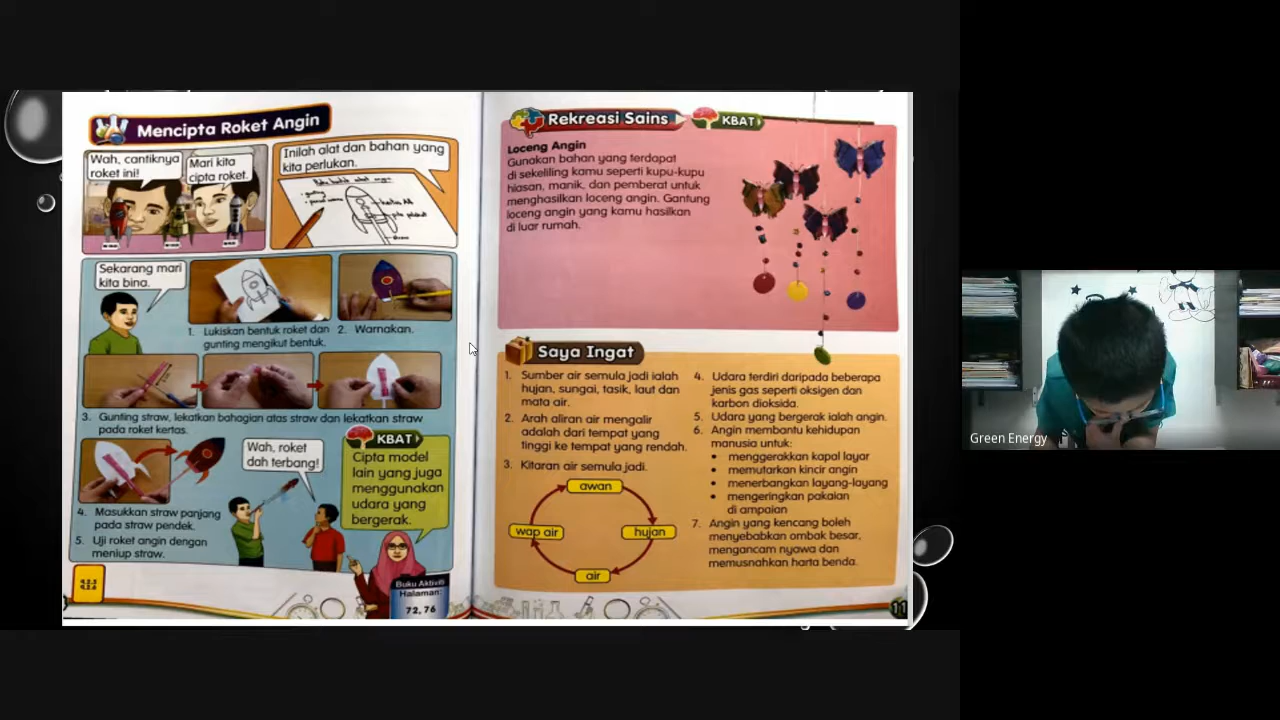 Mencipta Roket Angin
Wah, cantiknya
roket ini!
Mari kita
cipta roket.
Inilah alat dan bahan yang
kita perlukan.
Sekarang mari
kita bina.
1. Lukiskan bentuk roket dan
gunting mengikut bentuk.
2. Warnakan.
3. Gunting straw, lekatkan bahagian atas straw dan lekatkan straw
pada roket kertas.
Wah, roket
dah terbang!
KBAT
Cipta model
lain yang juga
menggunakan
udara yang
bergerak.
4. Masukkan straw panjang
pada straw pendek.
5. Uji roket angin dengan
meniup straw.
Buku Aktiviti
Halaman:
72, 76
Rekreasi Sains
KBAT
Loceng Angin
Gunakan bahan yang terdapat
di sekeliling kamu seperti kupu-kupu
hiasan, manik, dan pemberat untuk
menghasilkan loceng angin. Gantung
loceng angin yang kamu hasilkan
di luar rumah.
Saya Ingat
1. Sumber air semula jadi ialah
hujan, sungai, tasik, laut dan
mata air.
2. Arah aliran air mengalir
adalah dari tempat yang
tinggi ke tempat yang rendah.
3. Kitaran air semula jadi.
awan
wap air
hujan
air
4. Udara terdiri daripada beberapa
jenis gas seperti oksigen dan
karbon dioksida.
5. Udara yang bergerak ialah angin.
6. Angin membantu kehidupan
manusia untuk:
• menggerakkan kapal layar
• memutarkan kincir angin
• menerbangkan layang-layang
• mengeringkan pakaian
di ampaian
7. Angin yang kencang boleh
menyebabkan ombak besar,
mengancam nyawa dan
memusnahkan harta benda.
Green Energy